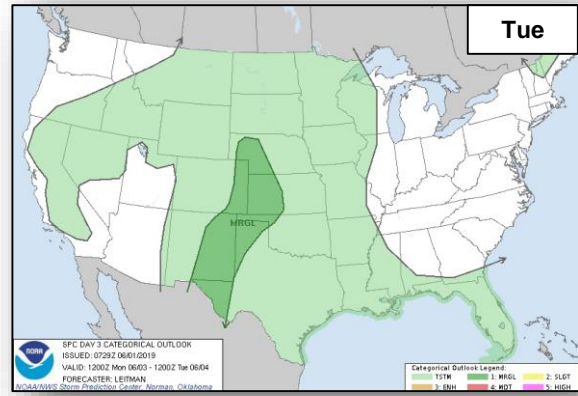 Tue
MRGL
SPC DAY 3 CATEGORICAL OUTLOOK
ISSUED: 0729Z 06/01/2019
VALID: 1200Z Mon 06/03 - 1200Z Tue 06/04
FORECASTER: LEITMAN
NOAA/NWS Storm Prediction Center, Norman, Oklahoma
noaa
Categorical Outlook Legend:
TSTM 1: MRGL 2: SLGT
3: ENH 4: MDT 5: HIGH